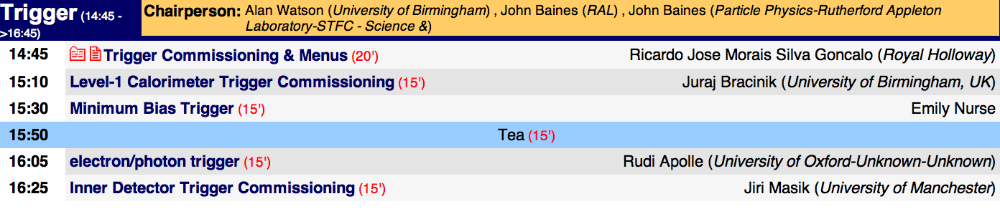 Trigger (14:45 -
>16:45)
Chairperson: Alan Watson (University of Birmingham) , John Baines (RAL) , John Baines (Particle Physics-Rutherford Appleton
Laboratory-STFC - Science &)
14:45 Trigger Commissioning & Menus (20') Ricardo Jose Morais Silva Goncalo (Royal Holloway)
15:10 Level-1 Calorimeter Trigger Commissioning (15') Juraj Bracinik (University of Birmingham, UK)
15:30 Minimum Bias Trigger (15') Emily Nurse
15:50 Tea (15')
16:05 electron/photon trigger (15') Rudi Apolle (University of Oxford-Unknown-Unknown)
16:25 Inner Detector Trigger Commissioning (15') Jiri Masik (University of Manchester)